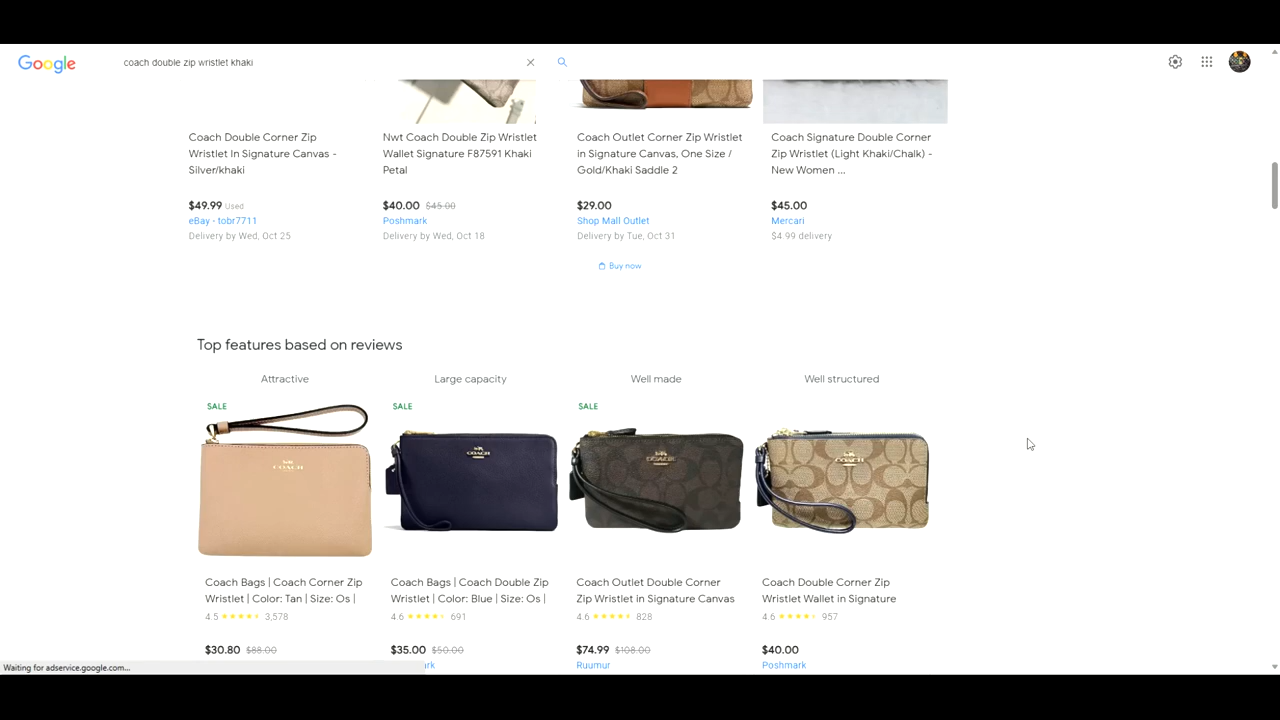 Google
coach double zip wristlet khaki
Coach Double Corner Zip
Wristlet In Signature Canvas -
Silver/khaki
$49.99 Used
eBay - tobr7711
Delivery by Wed, Oct 25
Nwt Coach Double Zip Wristlet
Wallet Signature F87591 Khaki
Petal
$40.00 $45.00
Poshmark
Delivery by Wed, Oct 18
Coach Outlet Corner Zip Wristlet
in Signature Canvas, One Size /
Gold/Khaki Saddle 2
$29.00
Shop Mall Outlet
Delivery by Tue, Oct 31
Buy now
Coach Signature Double Corner
Zip Wristlet (Light Khaki/Chalk) -
New Women ...
$45.00
Mercari
$4.99 delivery
Top features based on reviews
Attractive
SALE
COACH
Coach Bags | Coach Corner Zip
Wristlet | Color: Tan | Size: Os |
4.5 3,578
$30.80 $88.00
Large capacity
SALE
COACH
Coach Bags | Coach Double Zip
Wristlet | Color: Blue | Size: Os |
4.6 691
$35.00 $50.00
Well made
SALE
COACH
Coach Outlet Double Corner
Zip Wristlet in Signature Canvas
4.6 828
$74.99 $108.00
Ruumur
Well structured
COACH
Coach Double Corner Zip
Wristlet Wallet in Signature
4.6 957
$40.00
Poshmark
Waiting for adservice.google.com...